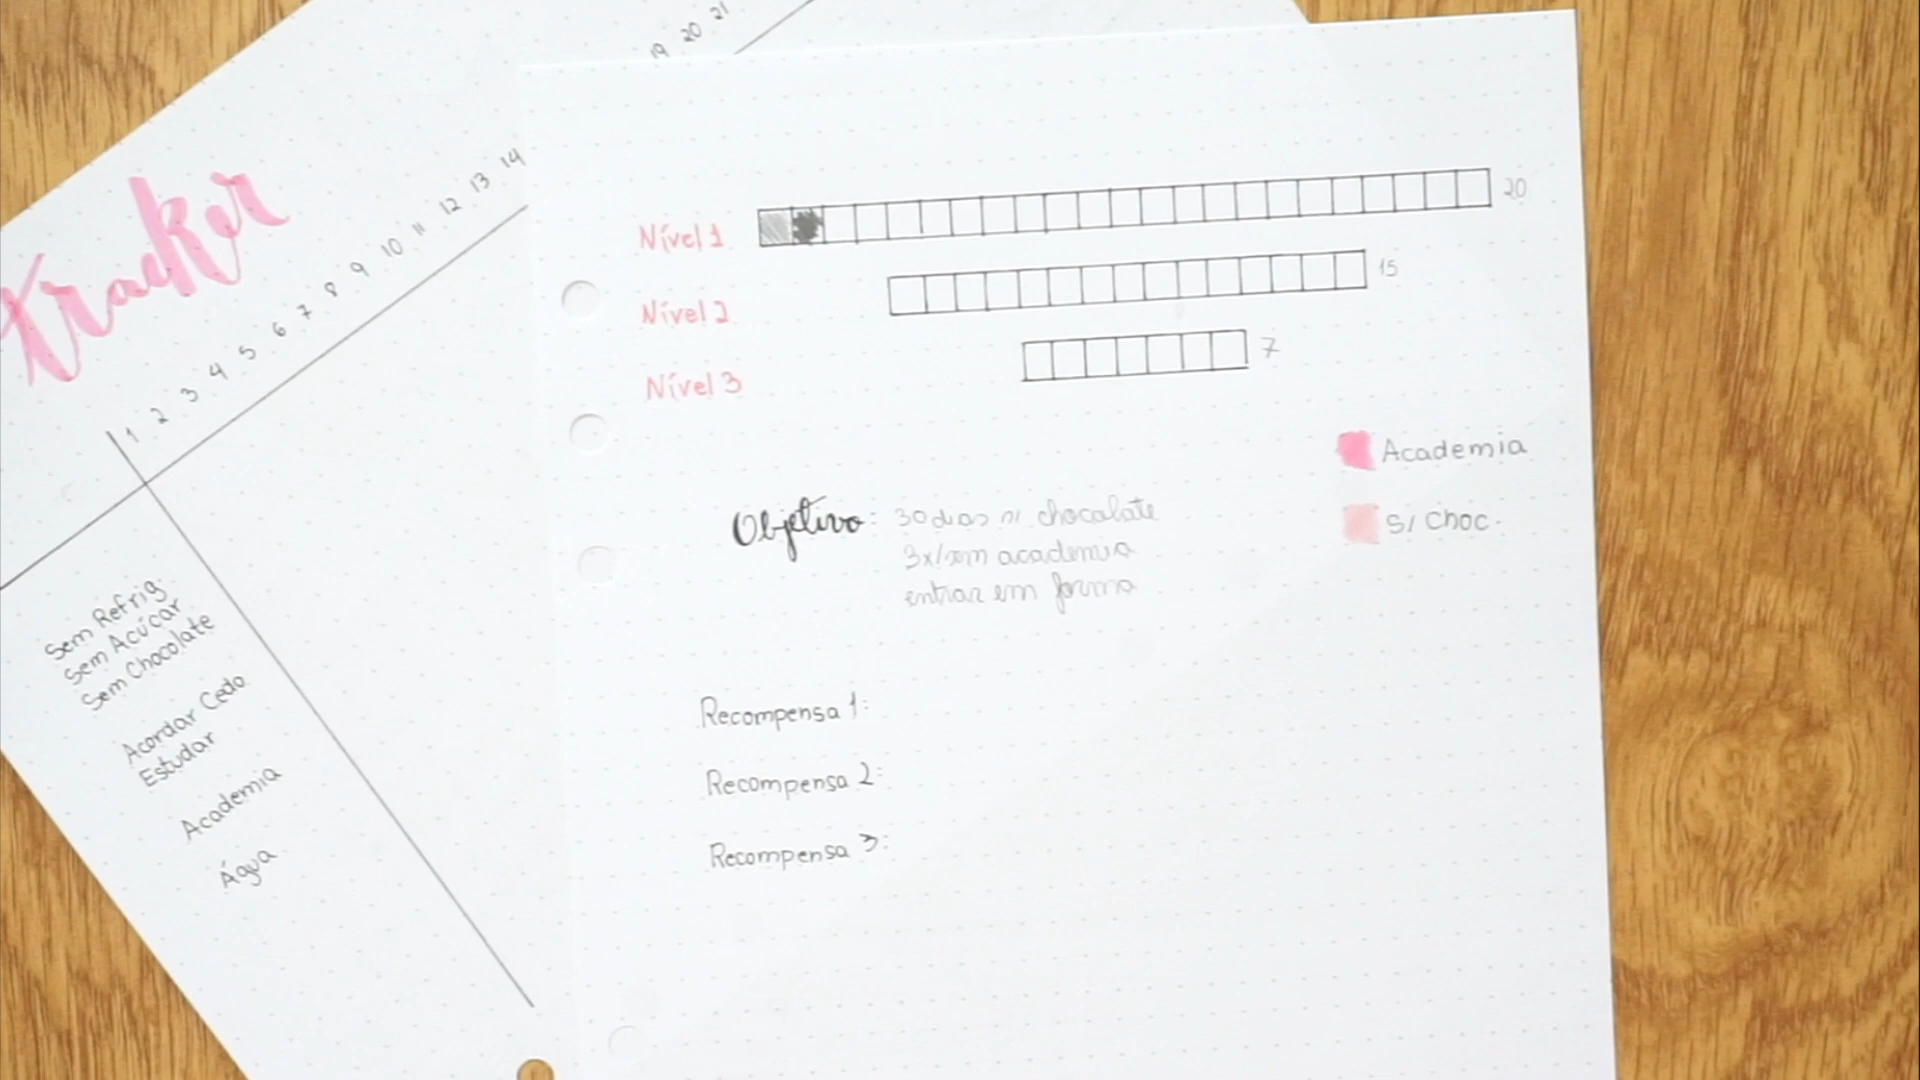 tracker
1 2 3 4 5 6 7 8 9 10 11 12 13 14
19 20 21
Sem Refrig
Sem Acúcar
Sem Chocolate
Acordar Cedo
Estudar
Academia
Água
Nível 1 20
Nível 2 15
Nível 3 7
Academia
S/ Choc.
Objetivo: 30 dias s/ chocolate
3x/sem academia
entrar em forma
Recompensa 1:
Recompensa 2:
Recompensa 3: